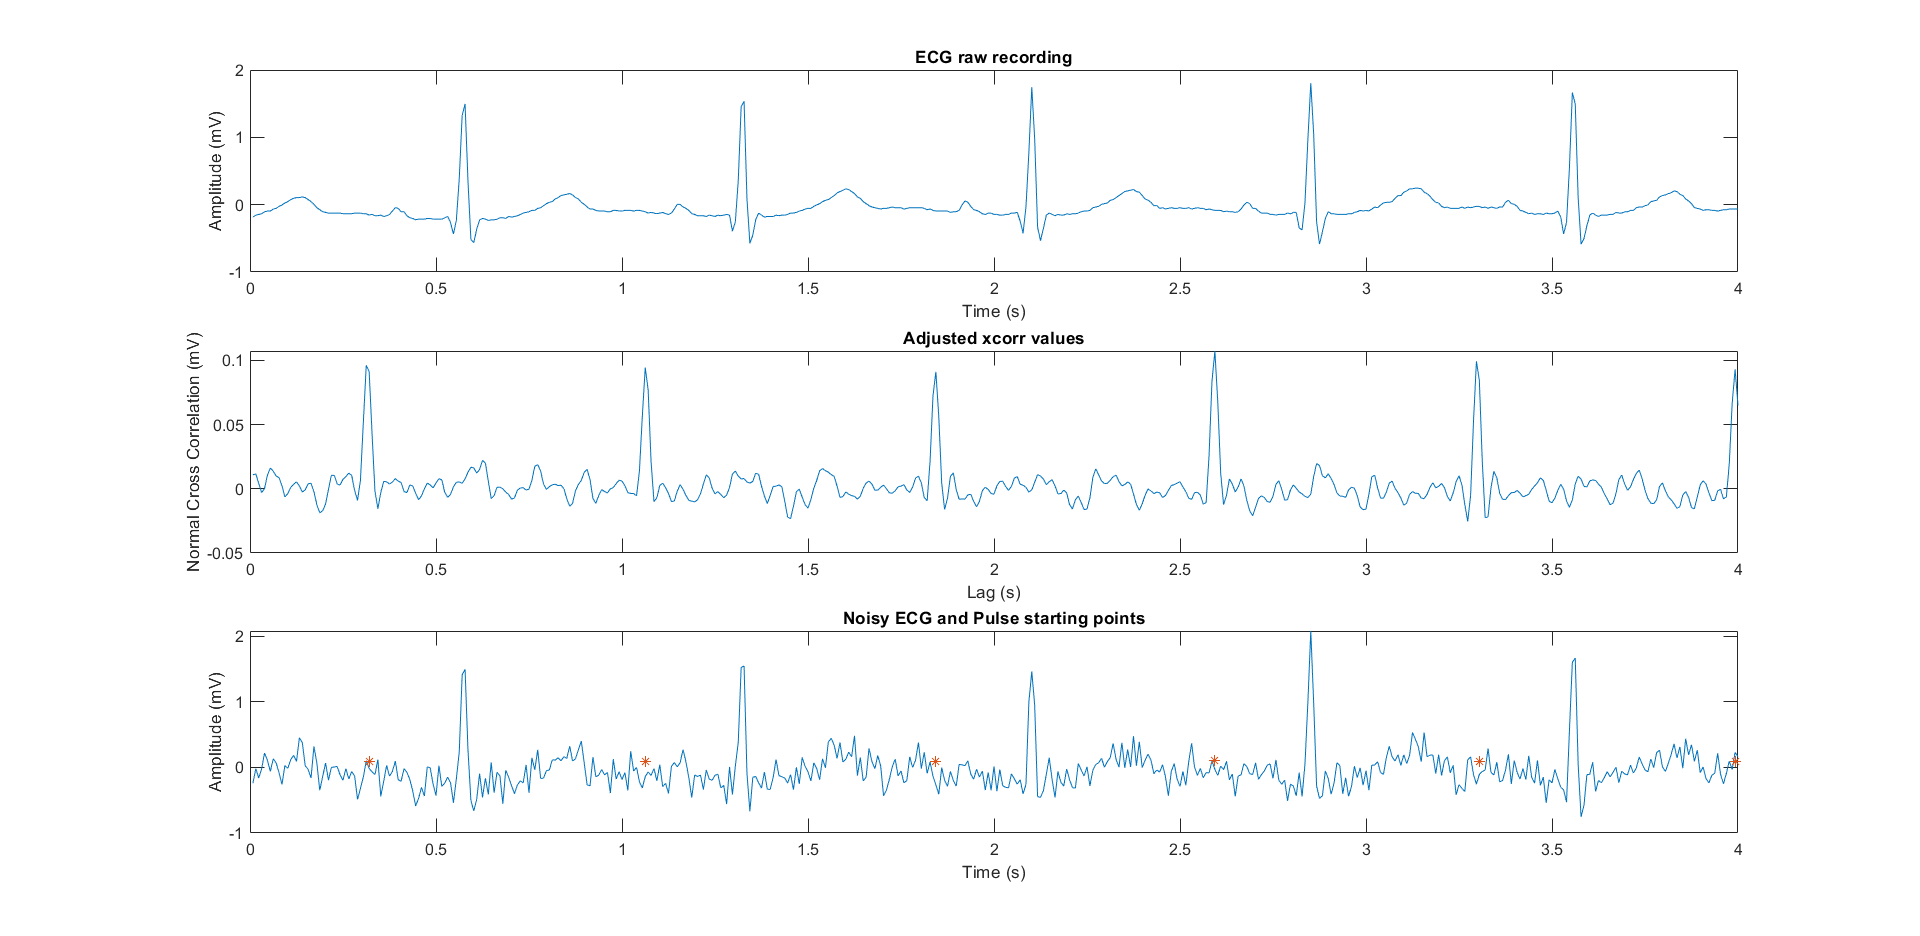 ECG raw recording
2
1
0
-1
Amplitude (mV)
0 0.5 1 1.5 2 2.5 3 3.5 4
Time (s)
Adjusted xcorr values
0.1
0.05
0
-0.05
Normal Cross Correlation (mV)
0 0.5 1 1.5 2 2.5 3 3.5 4
Lag (s)
Noisy ECG and Pulse starting points
2
1
0
-1
Amplitude (mV)
0 0.5 1 1.5 2 2.5 3 3.5 4
Time (s)